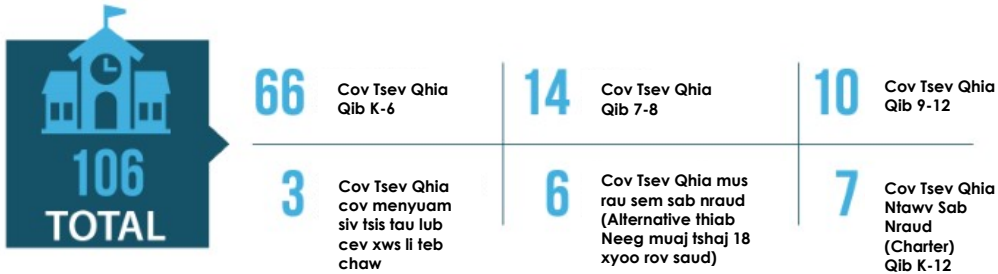 106
TOTAL
66
Cov Tsev Qhia
Qib K-6
14
Cov Tsev Qhia
Qib 7-8
10
Cov Tsev Qhia
Qib 9-12
3
Cov Tsev Qhia
cov menyuam
siv tsis tau lub
cev xws li teb
chaw
6
Cov Tsev Qhia mus
rau sem sab nraud
(Alternative thiab
Neeg muaj tshaj 18
xyoo rov saud)
7
Cov Tsev Qhia
Ntawv Sab
Nraud
(Charter)
Qib K-12